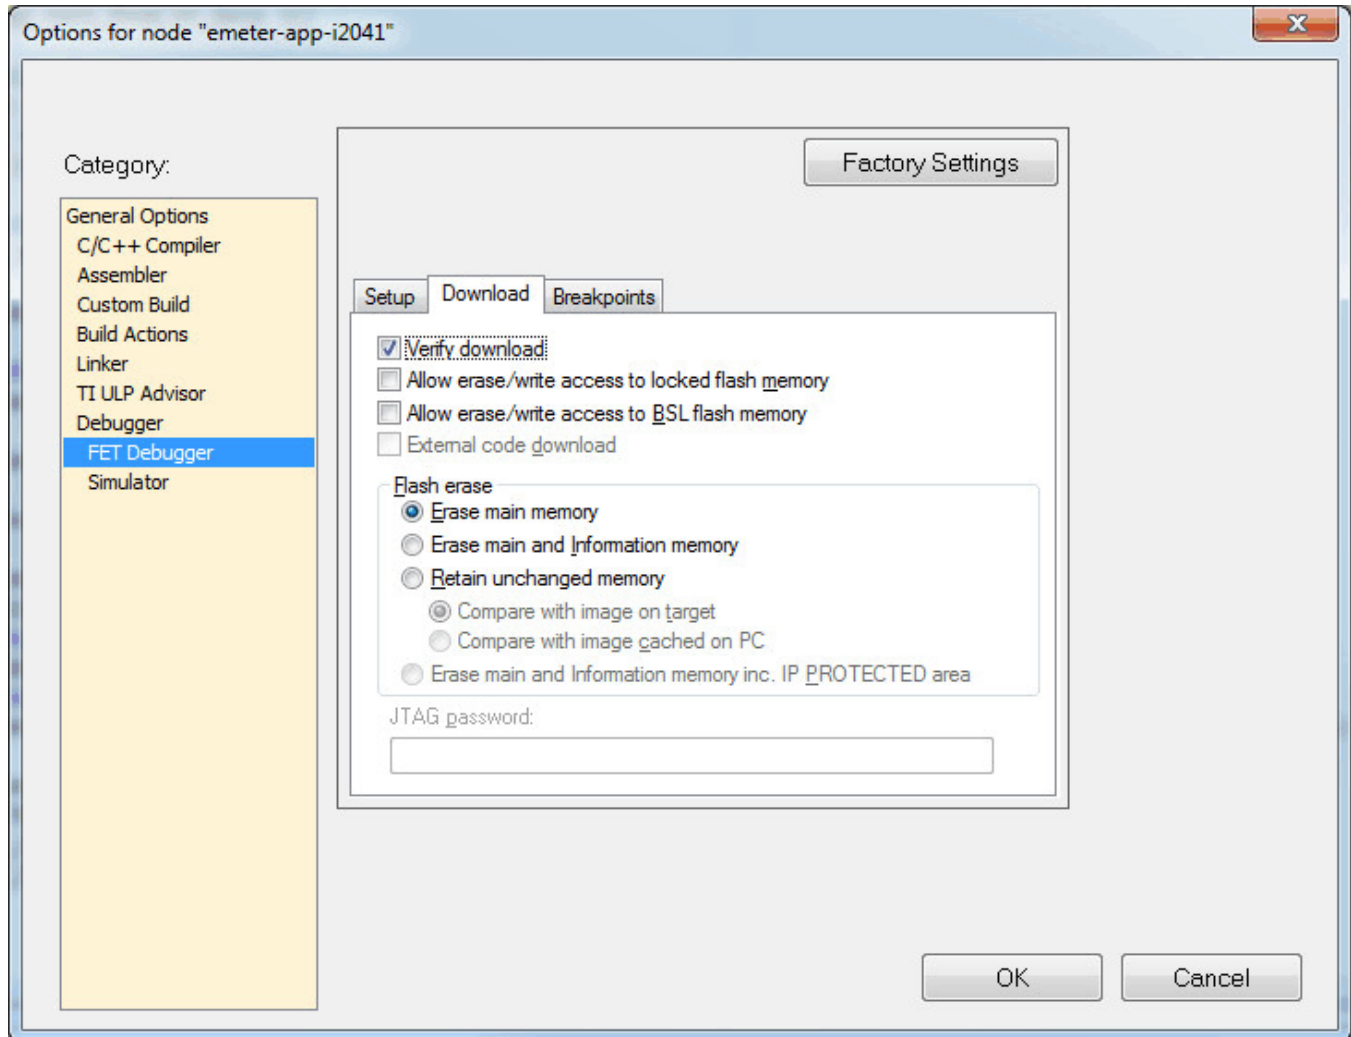 Options for node "emeter-app-i2041"
X
Category:
Factory Settings
General Options
C/C++ Compiler
Assembler
Custom Build
Build Actions
Linker
TI ULP Advisor
Debugger
FET Debugger
Simulator
Setup Download Breakpoints
Verify download
Allow erase/write access to locked flash memory
Allow erase/write access to BSL flash memory
External code download
Flash erase
Erase main memory
Erase main and Information memory
Retain unchanged memory
Compare with image on target
Compare with image cached on PC
Erase main and Information memory inc. IP PROTECTED area
JTAG password:
OK Cancel